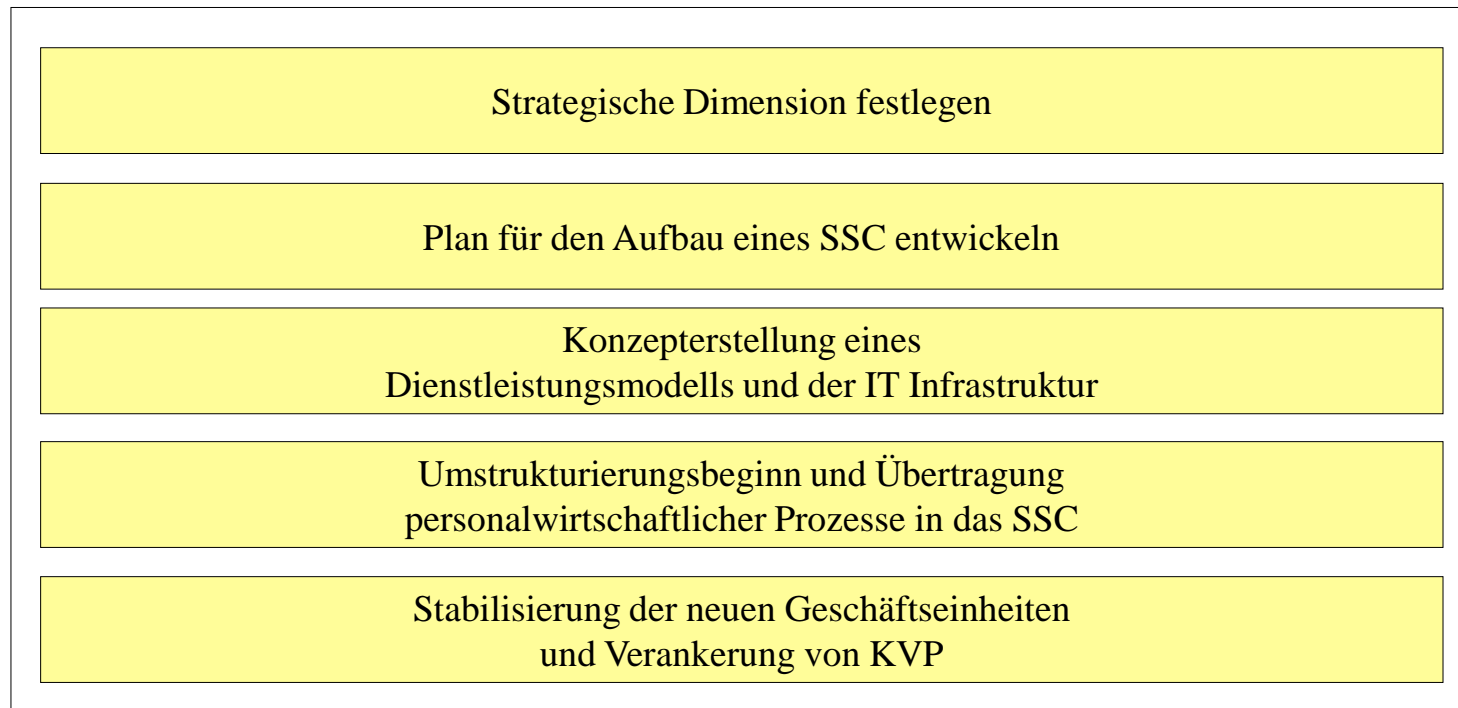 Strategische Dimension festlegen
Plan für den Aufbau eines SSC entwickeln
Konzepterstellung eines
Dienstleistungsmodells und der IT Infrastruktur
Umstrukturierungsbeginn und Übertragung
personalwirtschaftlicher Prozesse in das SSC
Stabilisierung der neuen Geschäftseinheiten
und Verankerung von KVP